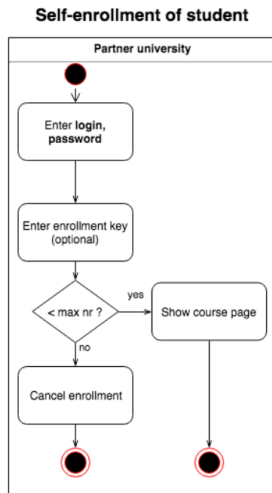 Self-enrollment of student
Partner university
Enter login,
password
Enter enrollment key
(optional)
< max nr ?
yes
Show course page
no
Cancel enrollment